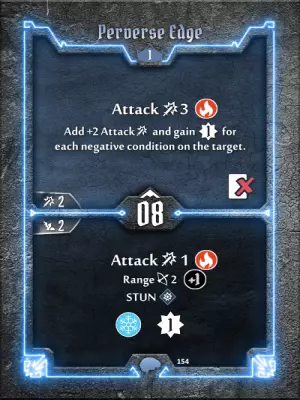 Perverse Edge
1
Attack 3
Add +2 Attack and gain 1 for
each negative condition on the target.
2
08
2
Attack 1
Range 2 +1
STUN
1
154